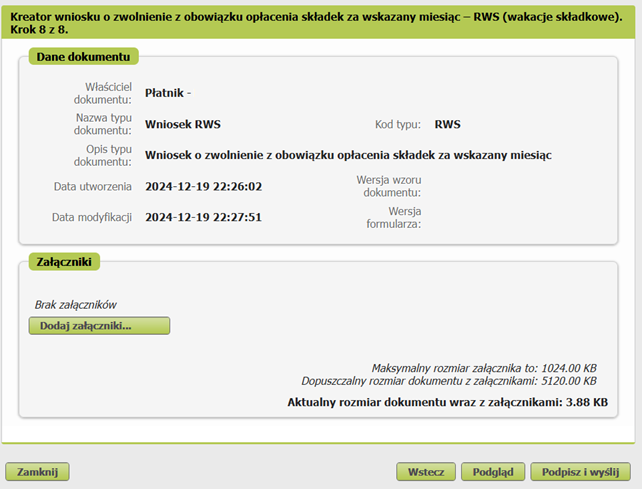 Kreator wniosku o zwolnienie z obowiązku opłacenia składek za wskazany miesiąc – RWS (wakacje składkowe).
Krok 8 z 8.
Dane dokumentu
Właściciel
dokumentu:
Płatnik -
Nazwa typu
dokumentu:
Wniosek RWS
Kod typu:
RWS
Opis typu
dokumentu:
Wniosek o zwolnienie z obowiązku opłacenia składek za wskazany miesiąc
Data utworzenia
2024-12-19 22:26:02
Wersja wzoru
dokumentu:
Data modyfikacji
2024-12-19 22:27:51
Wersja
formularza:
Załączniki
Brak załączników
Dodaj załączniki...
Maksymalny rozmiar załącznika to: 1024.00 KB
Dopuszczalny rozmiar dokumentu z załącznikami: 5120.00 KB
Aktualny rozmiar dokumentu wraz z załącznikami: 3.88 KB
Zamknij
Wstecz
Podgląd
Podpisz i wyślij